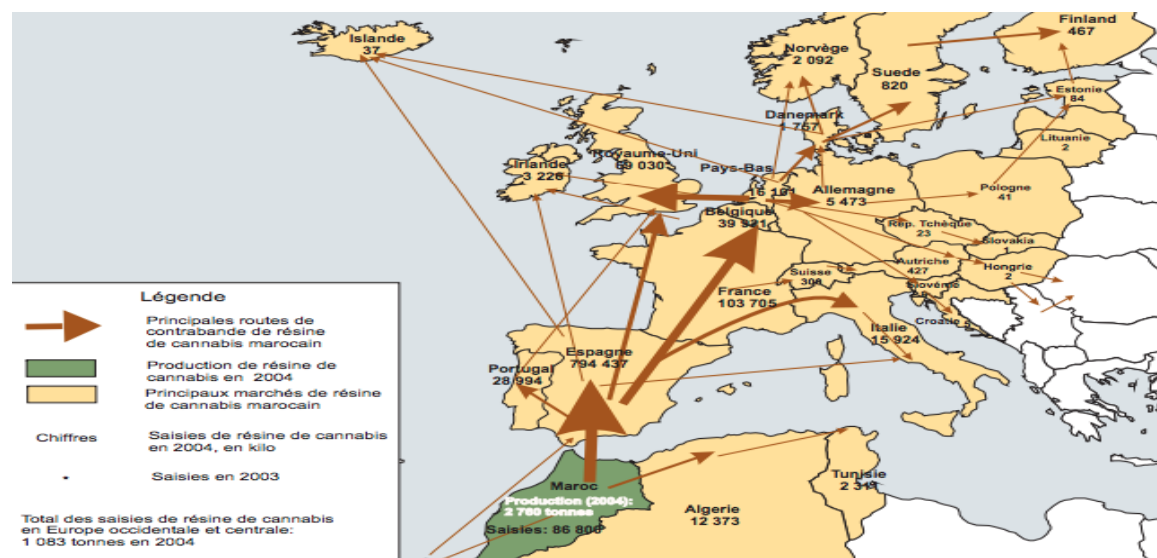 Islande
37
Norvège
2 092
Finland
467
Suede
820
Estonie
84
Danemark
1 757
Lituanie
2
Irlande
3 226
Royaume-Uni
Pays-Bas
16 161
Allemagne
5 473
Pologne
41
Belgique
Rép. Tchèque
23
Slovakia
1
Autriche
427
Hongrie
2
Suisse
Slovénie
Croatie
France
103 705
Italie
15 924
Espagne
794 437
Portugal
28 994
Maroc
Production (2004):
2 760 tonnes
Saisies:
Algerie
12 373
Tunisie
Légende
Principales routes de
contrabande de résine
de cannabis marocain
Production de résine de
cannabis en 2004
Principaux marchés de résine
de cannabis marocain
Chiffres
Saisies de résine de cannabis
en 2004, en kilo
Saisies en 2003
Total des saisies de résine de cannabis
en Europe occidentale et centrale:
1 083 tonnes en 2004